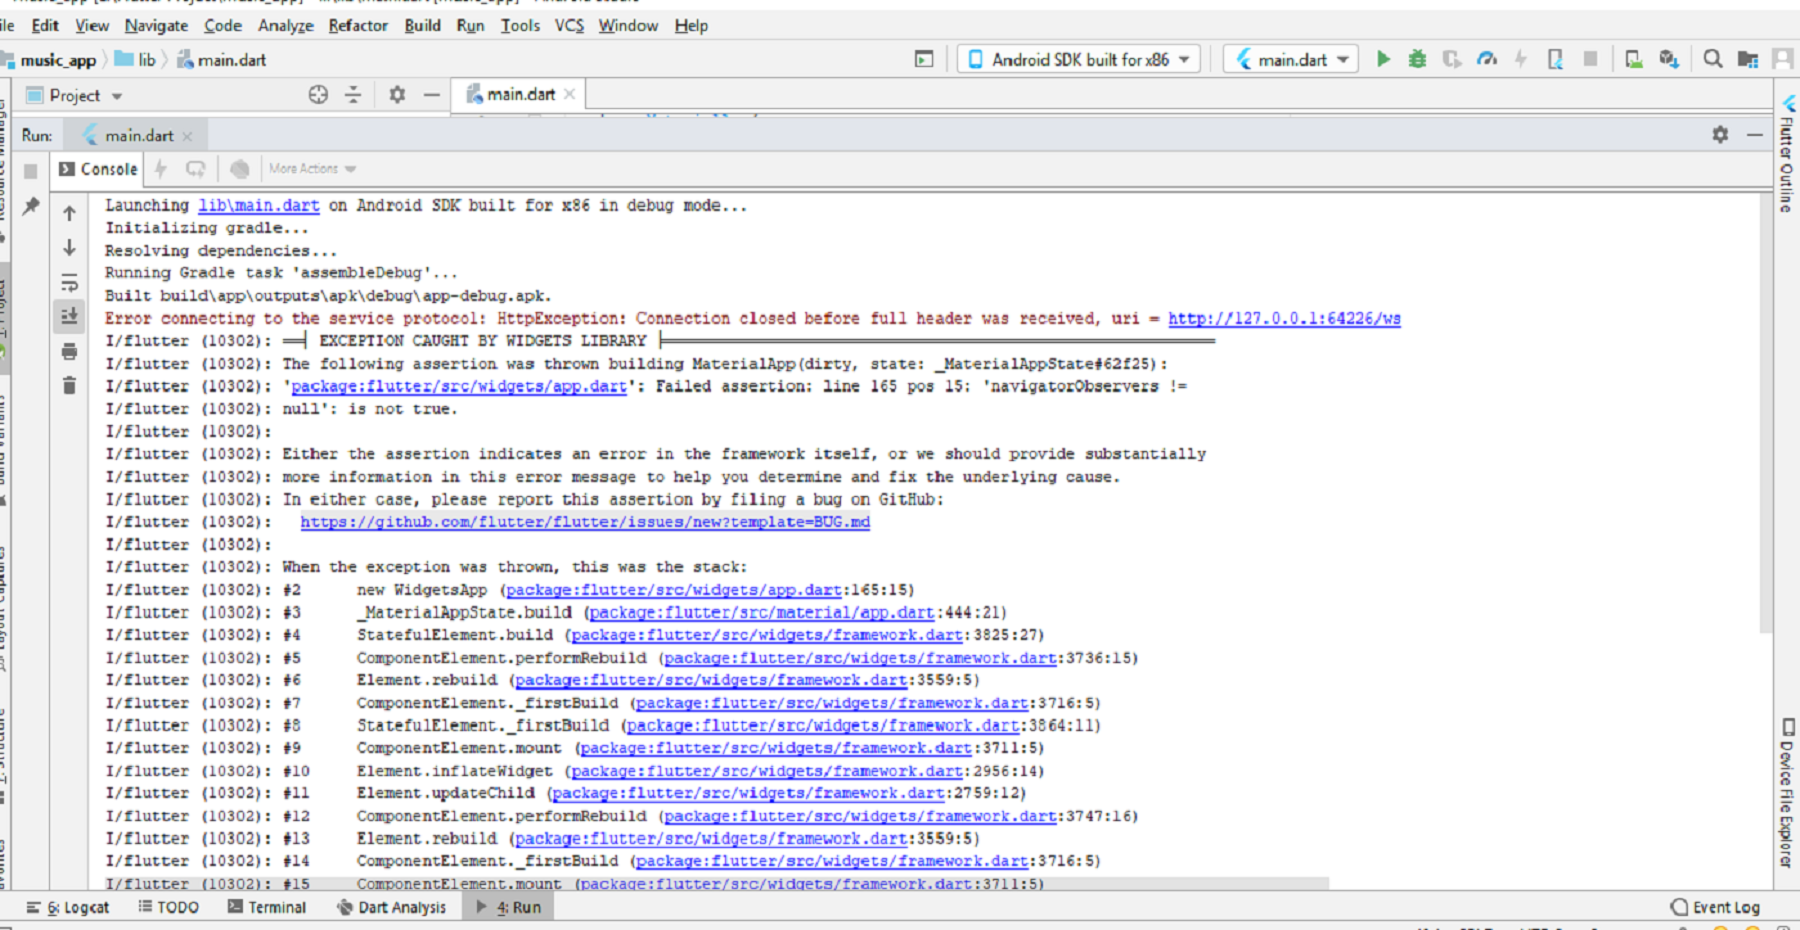 File Edit View Navigate Code Analyze Refactor Build Run Tools VCS Window Help
music_app lib main.dart Android SDK built for x86 main.dart
Project main.dart
Run: main.dart
Console More Actions
Launching lib\main.dart on Android SDK built for x86 in debug mode...
Initializing gradle...
Resolving dependencies...
Running Gradle task 'assembleDebug'...
Built build\app\outputs\apk\debug\app-debug.apk.
Error connecting to the service protocol: HttpException: Connection closed before full header was received, uri = http://127.0.0.1:64226/ws
I/flutter (10302): ══╡ EXCEPTION CAUGHT BY WIDGETS LIBRARY ╞═══════════════════════════════════════════════════════════
I/flutter (10302): The following assertion was thrown building MaterialApp(dirty, state: _MaterialAppState#62f25):
I/flutter (10302): 'package:flutter/src/widgets/app.dart': Failed assertion: line 165 pos 15: 'navigatorObservers !=
I/flutter (10302): null': is not true.
I/flutter (10302):
I/flutter (10302): Either the assertion indicates an error in the framework itself, or we should provide substantially
I/flutter (10302): more information in this error message to help you determine and fix the underlying cause.
I/flutter (10302): In either case, please report this assertion by filing a bug on GitHub:
I/flutter (10302):   https://github.com/flutter/flutter/issues/new?template=BUG.md
I/flutter (10302):
I/flutter (10302): When the exception was thrown, this was the stack:
I/flutter (10302): #2      new WidgetsApp (package:flutter/src/widgets/app.dart:165:15)
I/flutter (10302): #3      _MaterialAppState.build (package:flutter/src/material/app.dart:444:21)
I/flutter (10302): #4      StatefulElement.build (package:flutter/src/widgets/framework.dart:3825:27)
I/flutter (10302): #5      ComponentElement.performRebuild (package:flutter/src/widgets/framework.dart:3736:15)
I/flutter (10302): #6      Element.rebuild (package:flutter/src/widgets/framework.dart:3559:5)
I/flutter (10302): #7      ComponentElement._firstBuild (package:flutter/src/widgets/framework.dart:3716:5)
I/flutter (10302): #8      StatefulElement._firstBuild (package:flutter/src/widgets/framework.dart:3864:11)
I/flutter (10302): #9      ComponentElement.mount (package:flutter/src/widgets/framework.dart:3711:5)
I/flutter (10302): #10     Element.inflateWidget (package:flutter/src/widgets/framework.dart:2956:14)
I/flutter (10302): #11     Element.updateChild (package:flutter/src/widgets/framework.dart:2759:12)
I/flutter (10302): #12     ComponentElement.performRebuild (package:flutter/src/widgets/framework.dart:3747:16)
I/flutter (10302): #13     Element.rebuild (package:flutter/src/widgets/framework.dart:3559:5)
I/flutter (10302): #14     ComponentElement._firstBuild (package:flutter/src/widgets/framework.dart:3716:5)
I/flutter (10302): #15     ComponentElement.mount (package:flutter/src/widgets/framework.dart:3711:5)
6: Logcat TODO Terminal Dart Analysis 4: Run Event Log
Flutter Outline
Device File Explorer